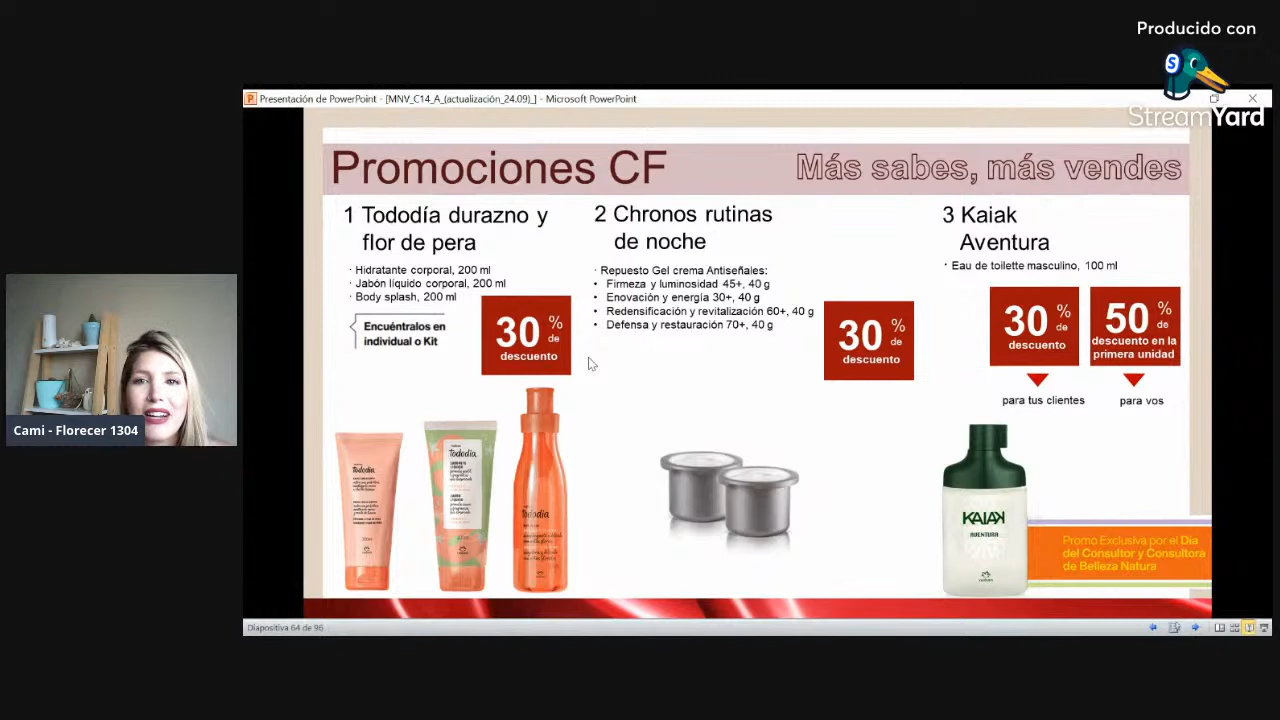 Producido con
StreamYard
Presentación de PowerPoint - [MNV_C14_A_(actualización_24.09)_] - Microsoft PowerPoint
Promociones CF
Más sabes, más vendes
1 Tododía durazno y
flor de pera
· Hidratante corporal, 200 ml
· Jabón líquido corporal, 200 ml
· Body splash, 200 ml
Encuéntralos en
individual o Kit
30 % de
descuento
2 Chronos rutinas
de noche
· Repuesto Gel crema Antiseñales:
• Firmeza y luminosidad 45+, 40 g
• Enovación y energía 30+, 40 g
• Redensificación y revitalización 60+, 40 g
• Defensa y restauración 70+, 40 g
30 % de
descuento
3 Kaiak
Aventura
· Eau de toilette masculino, 100 ml
30 % de
descuento
50 % de
descuento en la
primera unidad
para tus clientes
para vos
Cami - Florecer 1304
Tododía
Tododía
Tododía
KAIAK
AVENTURA
natura
Promo Exclusiva por el Día
del Consultor y Consultora
de Belleza Natura
Diapositiva 64 de 96